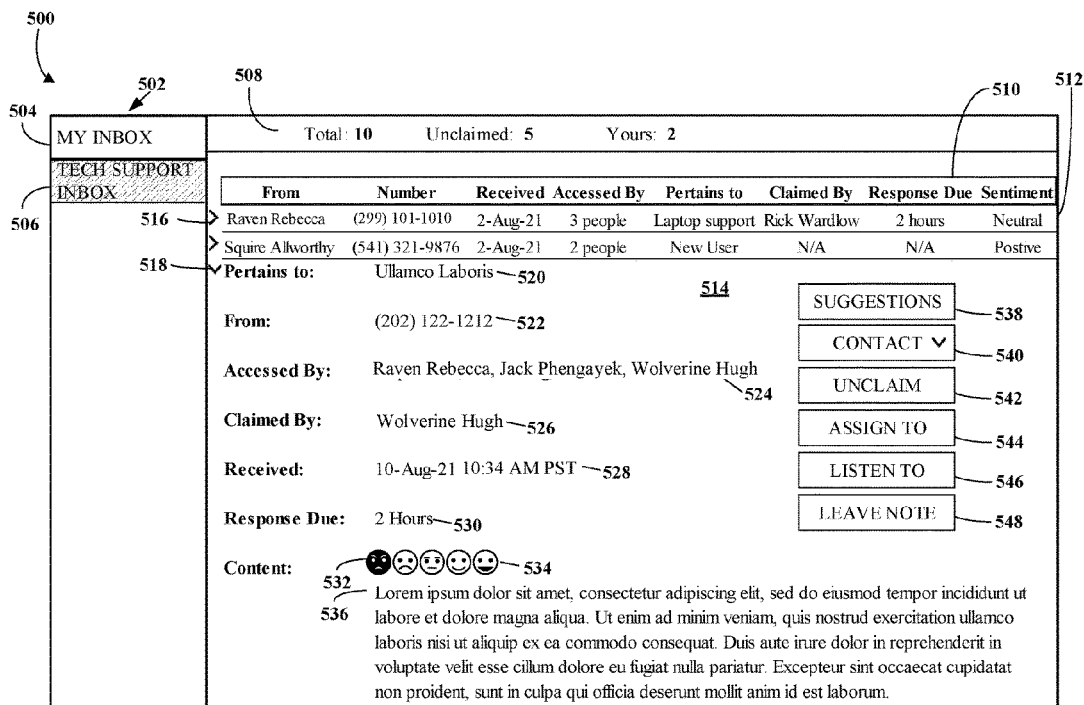 500
502
508
510
512
504
MY INBOX
Total: 10 Unclaimed: 5 Yours: 2
TECH SUPPORT
INBOX
506
From Number Received Accessed By Pertains to Claimed By Response Due Sentiment
516 Raven Rebecca (299) 101-1010 2-Aug-21 3 people Laptop support Rick Wardlow 2 hours Neutral
Squire Allworthy (541) 321-9876 2-Aug-21 2 people New User N/A N/A Postive
518 Pertains to: Ullamco Laboris 520
514
SUGGESTIONS 538
From: (202) 122-1212 522
CONTACT 540
Accessed By: Raven Rebecca, Jack Phengayek, Wolverine Hugh 524
UNCLAIM 542
Claimed By: Wolverine Hugh 526
ASSIGN TO 544
Received: 10-Aug-21 10:34 AM PST 528
LISTEN TO 546
Response Due: 2 Hours 530
LEAVE NOTE 548
Content: 532 534
536 Lorem ipsum dolor sit amet, consectetur adipiscing elit, sed do eiusmod tempor incididunt ut
labore et dolore magna aliqua. Ut enim ad minim veniam, quis nostrud exercitation ullamco
laboris nisi ut aliquip ex ea commodo consequat. Duis aute irure dolor in reprehenderit in
voluptate velit esse cillum dolore eu fugiat nulla pariatur. Excepteur sint occaecat cupidatat
non proident, sunt in culpa qui officia deserunt mollit anim id est laborum.